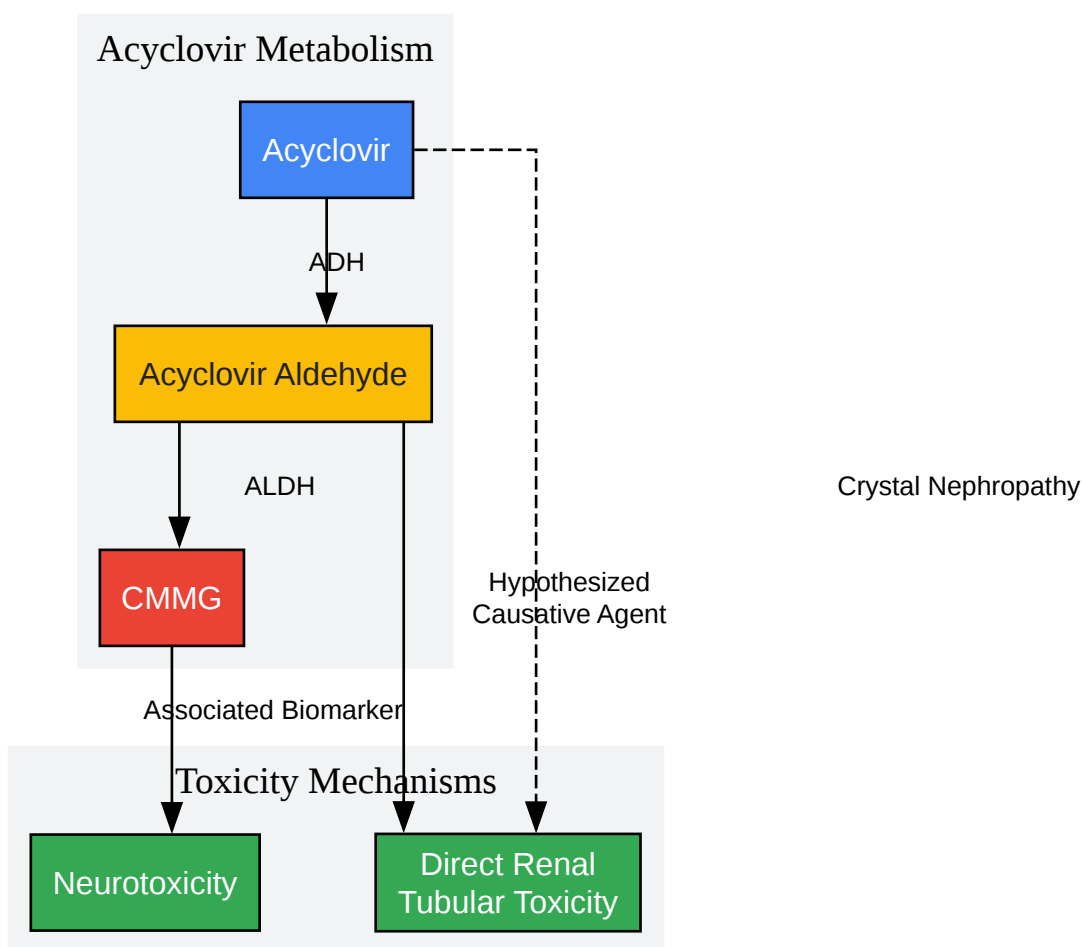 Acyclovir Metabolism
Acyclovir
ADH
Acyclovir Aldehyde
ALDH
Crystal Nephropathy
Hypothesized
Causative Agent
CMMG
Associated Biomarker
Toxicity Mechanisms
Neurotoxicity
Direct Renal
Tubular Toxicity